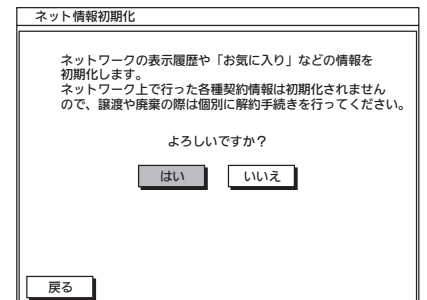 ネット情報初期化
ネットワークの表示履歴や「お気に入り」などの情報を
初期化します。
ネットワーク上で行った各種契約情報は初期化されません
ので、譲渡や廃棄の際は個別に解約手続きを行ってください。
よろしいですか？
はい いいえ
戻る